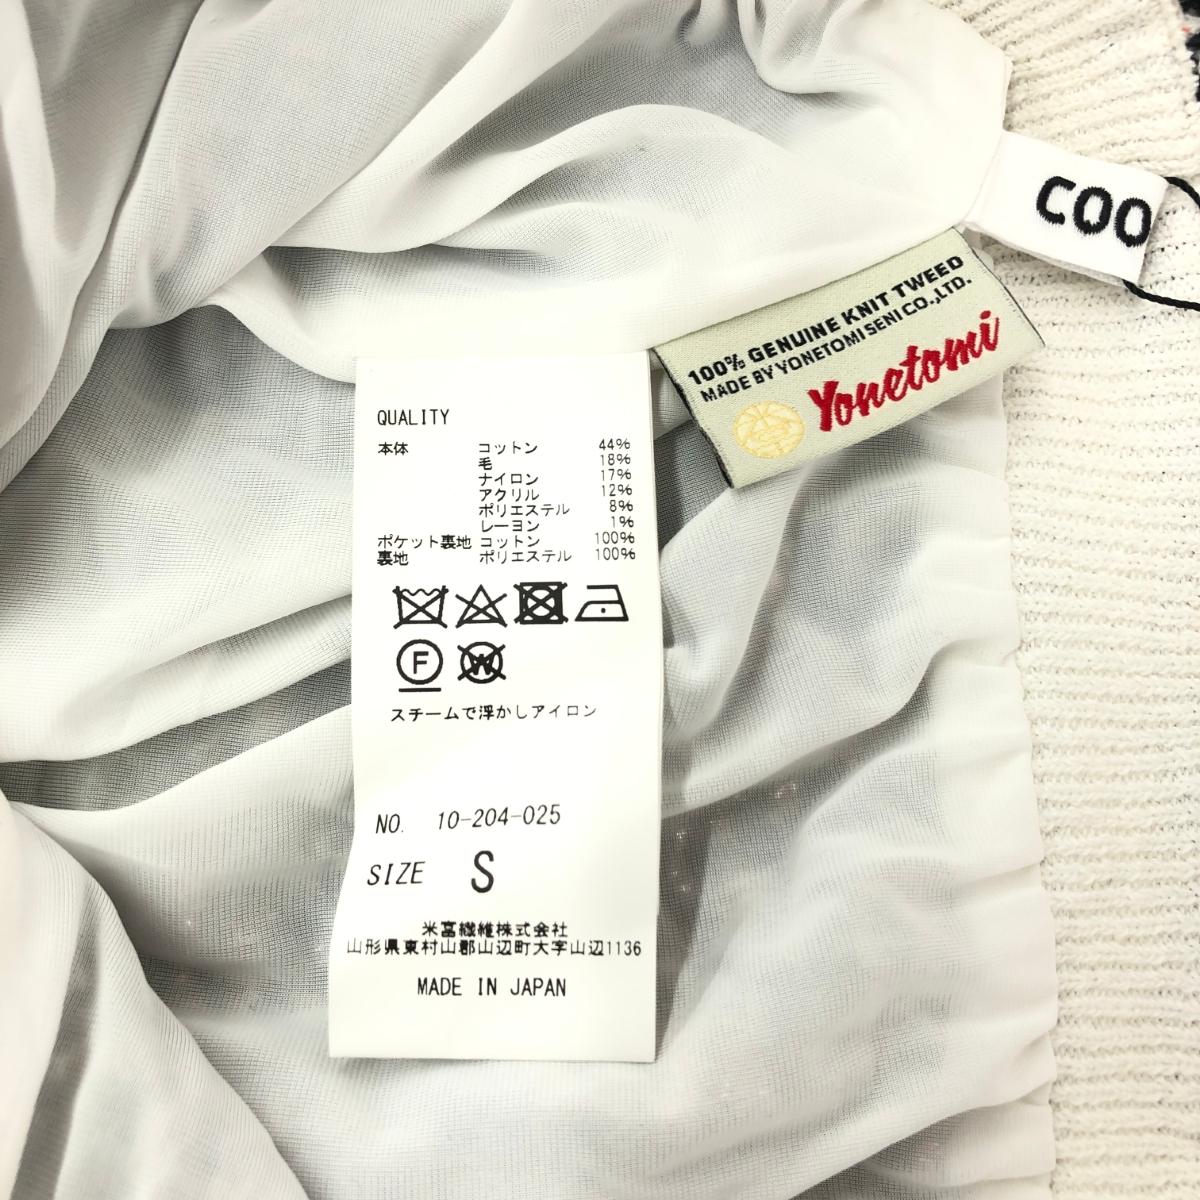 COO
100% GENUINE KNIT TWEED
MADE BY YONETOMI SENI CO.,LTD.
Yonetomi
QUALITY
本体 コットン 44%
毛 18%
ナイロン 17%
アクリル 12%
ポリエステル 8%
レーヨン 1%
ポケット裏地 コットン 100%
裏地 ポリエステル 100%
F W
スチームで浮かしアイロン
NO. 10-204-025
SIZE S
米富繊維株式会社
山形県東村山郡山辺町大字山辺1136
MADE IN JAPAN